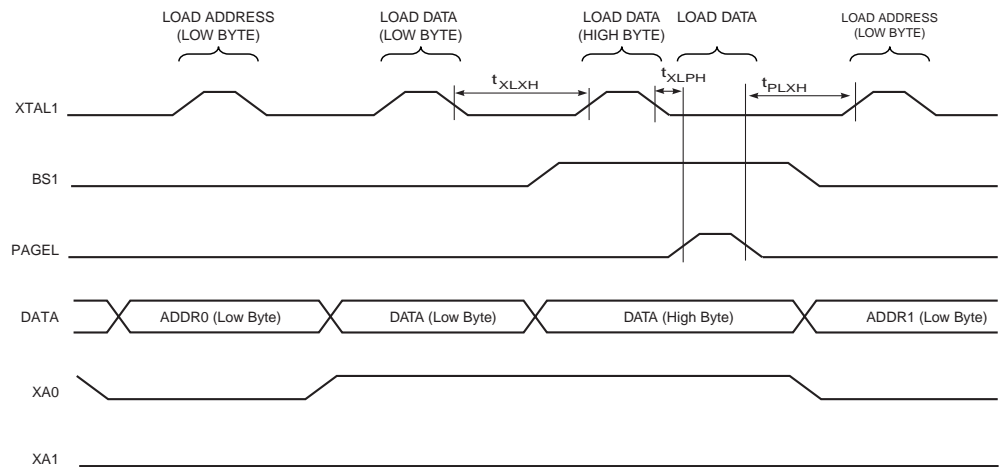 LOAD ADDRESS
(LOW BYTE)
LOAD DATA
(LOW BYTE)
LOAD DATA
(HIGH BYTE)
LOAD DATA
LOAD ADDRESS
(LOW BYTE)
tXLXH
tXLPH
tPLXH
XTAL1
BS1
PAGEL
DATA
ADDR0 (Low Byte)
DATA (Low Byte)
DATA (High Byte)
ADDR1 (Low Byte)
XA0
XA1